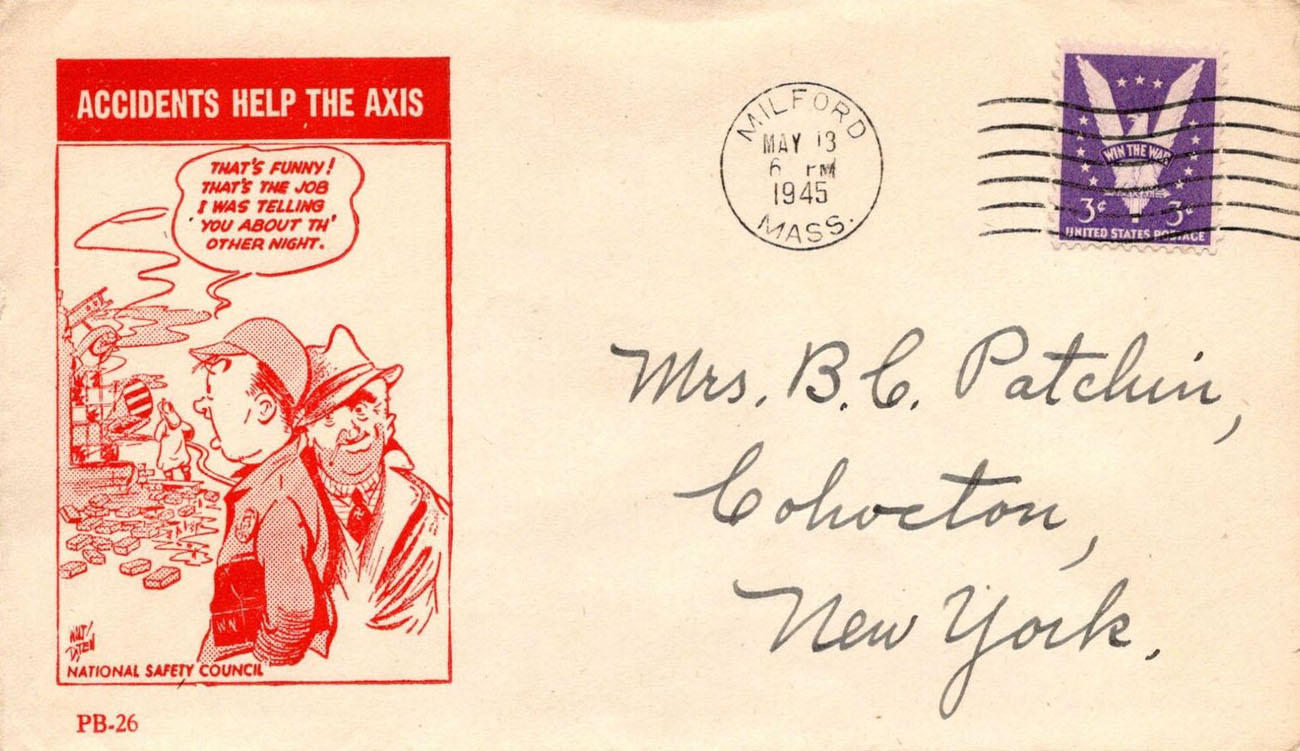 ACCIDENTS HELP THE AXIS
THAT'S FUNNY!
THAT'S THE JOB
I WAS TELLING
YOU ABOUT TH'
OTHER NIGHT.
NATIONAL SAFETY COUNCIL
PB-26
MILFORD
MAY 13
6 PM
1945
MASS.
WIN THE WAR
3¢ 3¢
UNITED STATES POSTAGE
Mrs. B. C. Patchin,
Cohocton,
New York.